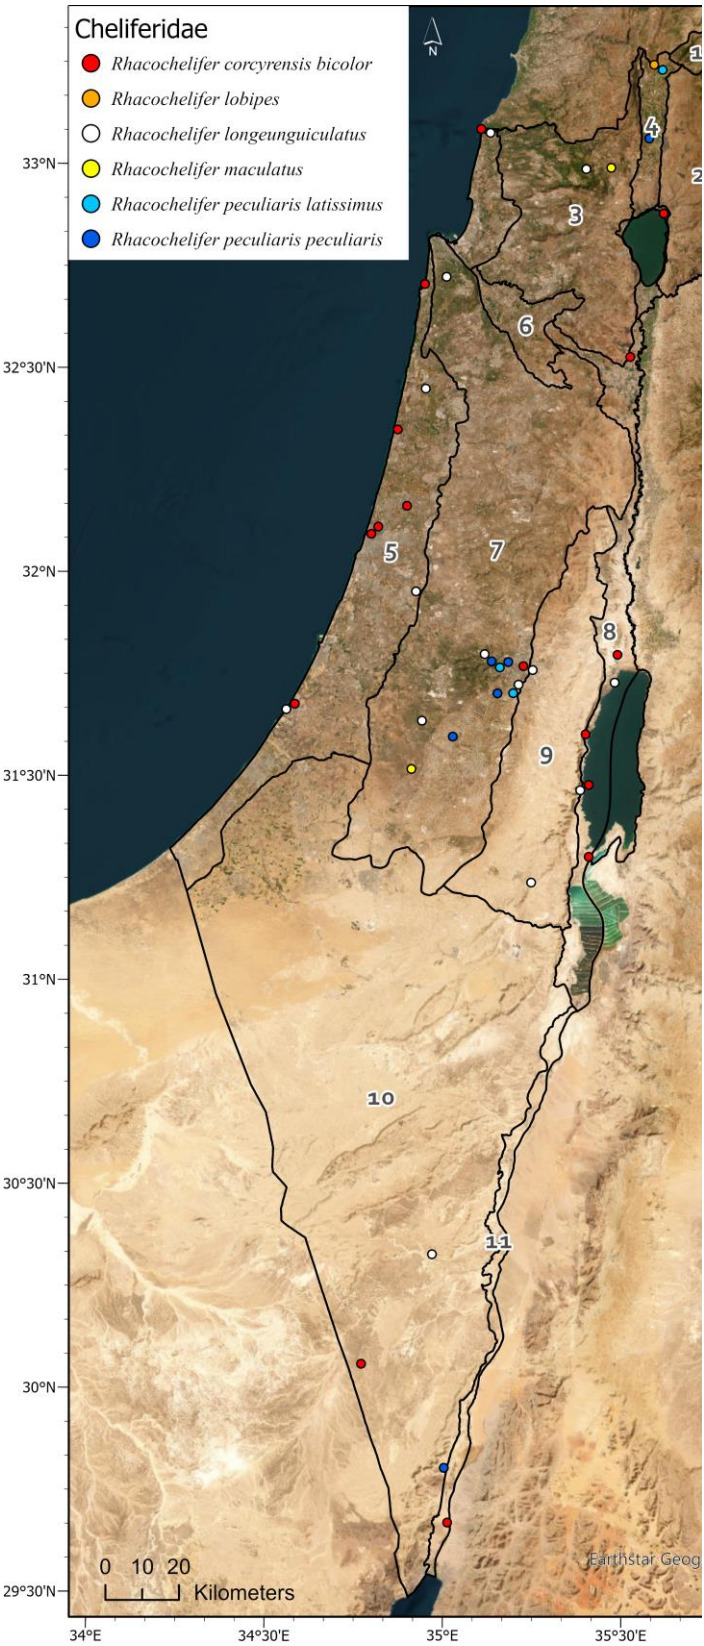 Cheliferidae
Rhacochelifer corcyrensis bicolor
Rhacochelifer lobipes
Rhacochelifer longeunguiculatus
Rhacochelifer maculatus
Rhacochelifer peculiaris latissimus
Rhacochelifer peculiaris peculiaris
N
1
4
33°N
2
3
6
32°30'N
7
32°N
5
8
9
31°30'N
31°N
10
30°30'N
11
30°N
0 10 20
Kilometers
Earthstar Geog
29°30'N
34°E
34°30'E
35°E
35°30'E